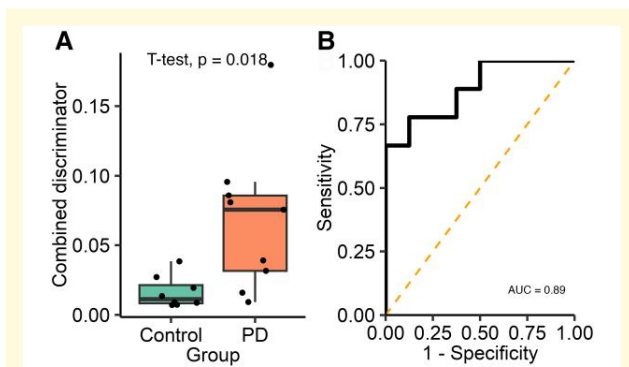 A
T-test, p = 0.018
Combined discriminator
0.15
0.10
0.05
0.00
Control PD
Group
B
Sensitivity
1.00
0.75
0.50
0.25
0.00
AUC = 0.89
0.00 0.25 0.50 0.75 1.00
1 - Specificity